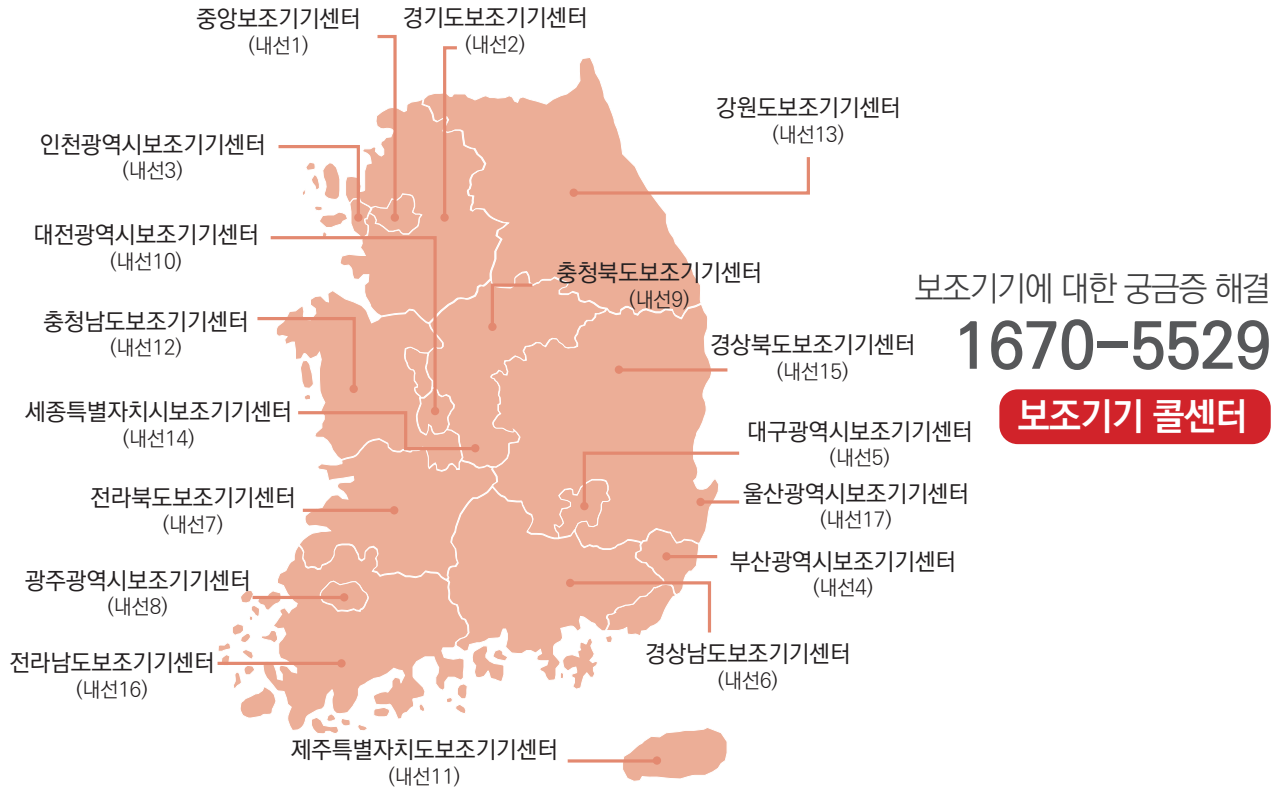 중앙보조기기센터
(내선1)
경기도보조기기센터
(내선2)
강원도보조기기센터
(내선13)
인천광역시보조기기센터
(내선3)
대전광역시보조기기센터
(내선10)
충청북도보조기기센터
(내선9)
충청남도보조기기센터
(내선12)
경상북도보조기기센터
(내선15)
세종특별자치시보조기기센터
(내선14)
대구광역시보조기기센터
(내선5)
전라북도보조기기센터
(내선7)
울산광역시보조기기센터
(내선17)
부산광역시보조기기센터
(내선4)
광주광역시보조기기센터
(내선8)
경상남도보조기기센터
(내선6)
전라남도보조기기센터
(내선16)
제주특별자치도보조기기센터
(내선11)
보조기기에 대한 궁금증 해결
1670-5529
보조기기 콜센터